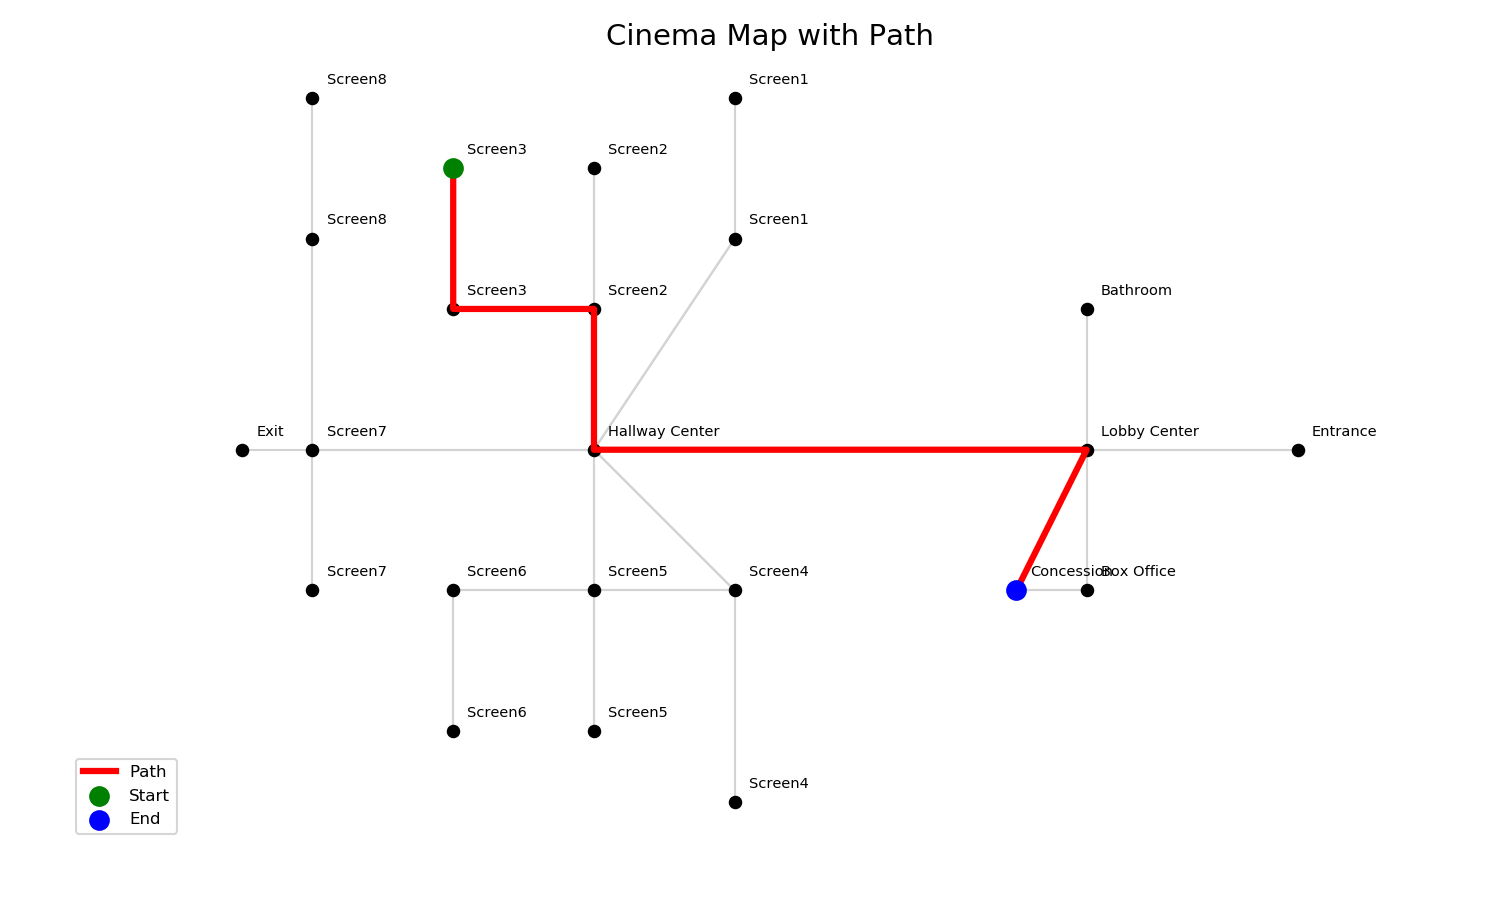 Cinema Map with Path
Screen8
Screen1
Screen3
Screen2
Screen8
Screen1
Screen3
Screen2
Bathroom
Exit
Screen7
Hallway Center
Lobby Center
Entrance
Screen7
Screen6
Screen5
Screen4
Concession
Box Office
Screen6
Screen5
Screen4
Path
Start
End